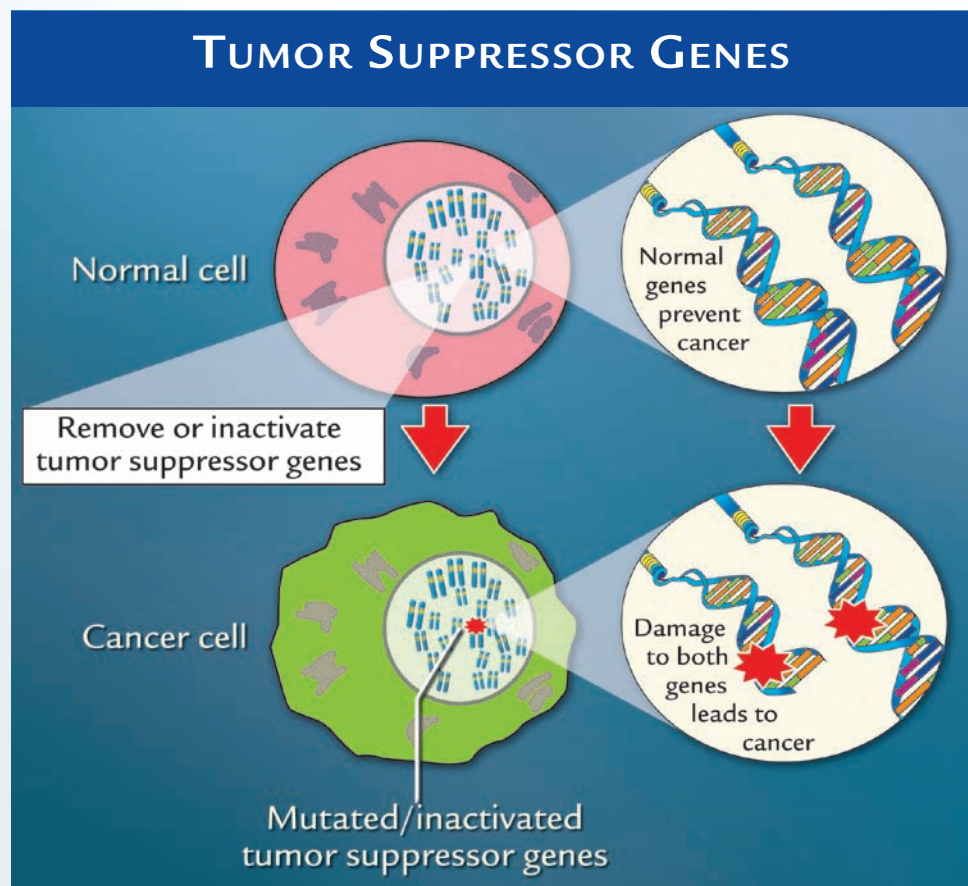 TUMOR SUPPRESSOR GENES
Normal cell
Normal
genes
prevent
cancer
Remove or inactivate
tumor suppressor genes
Cancer cell
Damage
to both
genes
leads to
cancer
Mutated/inactivated
tumor suppressor genes